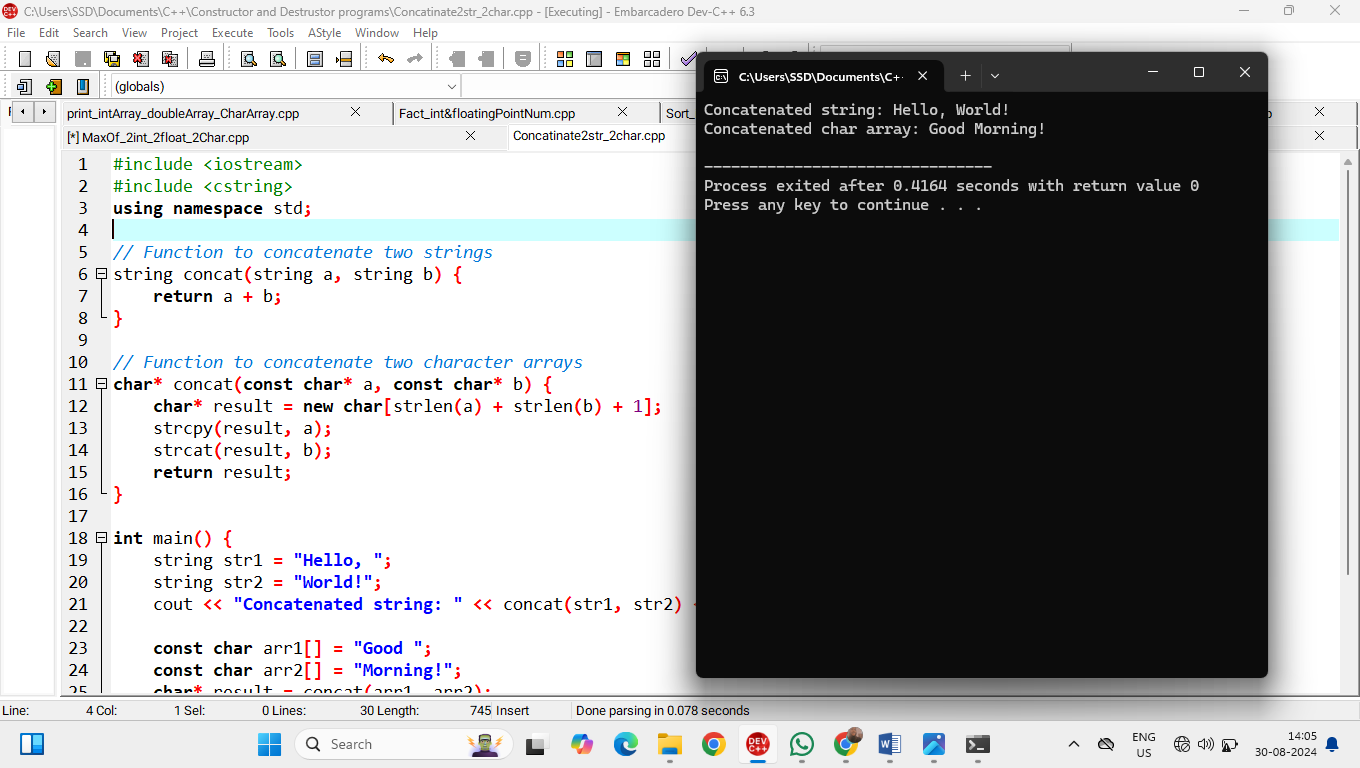 C:\Users\SSD\Documents\C++\Constructor and Destrustor programs\Concatinate2str_2char.cpp - [Executing] - Embarcadero Dev-C++ 6.3
File Edit Search View Project Execute Tools AStyle Window Help
(globals)
print_intArray_doubleArray_CharArray.cpp
Fact_int&floatingPointNum.cpp
Sort_
[*] MaxOf_2int_2float_2Char.cpp
Concatinate2str_2char.cpp
1 #include <iostream>
2 #include <cstring>
3 using namespace std;
4
5 // Function to concatenate two strings
6 string concat(string a, string b) {
7 return a + b;
8 }
9
10 // Function to concatenate two character arrays
11 char* concat(const char* a, const char* b) {
12 char* result = new char[strlen(a) + strlen(b) + 1];
13 strcpy(result, a);
14 strcat(result, b);
15 return result;
16 }
17
18 int main() {
19 string str1 = "Hello, ";
20 string str2 = "World!";
21 cout << "Concatenated string: " << concat(str1, str2)
22
23 const char arr1[] = "Good ";
24 const char arr2[] = "Morning!";
25 char* result = concat(arr1, arr2);
C:\Users\SSD\Documents\C+
Concatenated string: Hello, World!
Concatenated char array: Good Morning!
--------------------------------
Process exited after 0.4164 seconds with return value 0
Press any key to continue . . .
Line: 4 Col: 1 Sel: 0 Lines: 30 Length: 745 Insert Done parsing in 0.078 seconds
Search
DEV C++
ENG
US
14:05
30-08-2024